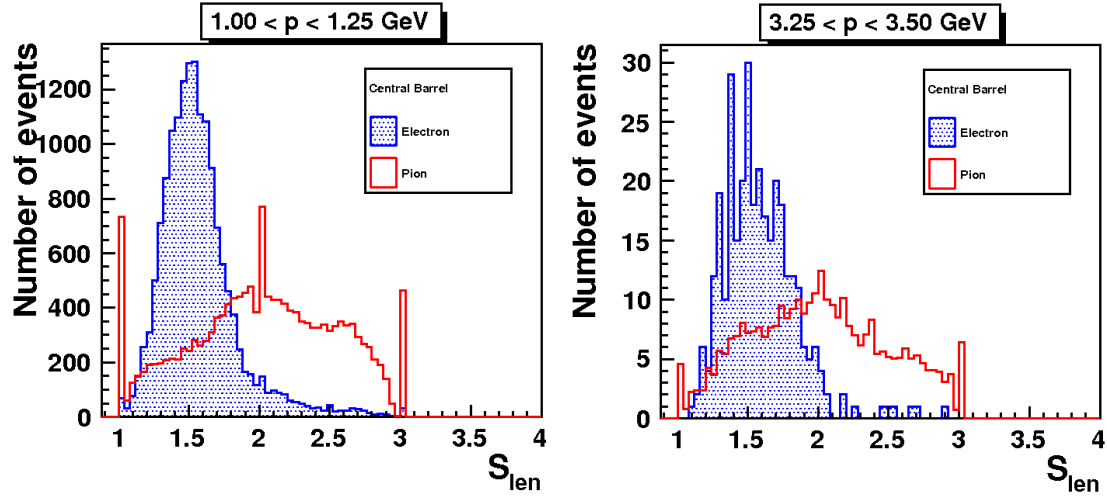 1.00 < p < 1.25 GeV
Number of events
1200
1000
800
600
400
200
0
Central Barrel
Electron
Pion
1 1.5 2 2.5 3 3.5 4
S_len
3.25 < p < 3.50 GeV
Number of events
30
25
20
15
10
5
0
Central Barrel
Electron
Pion
1 1.5 2 2.5 3 3.5 4
S_len